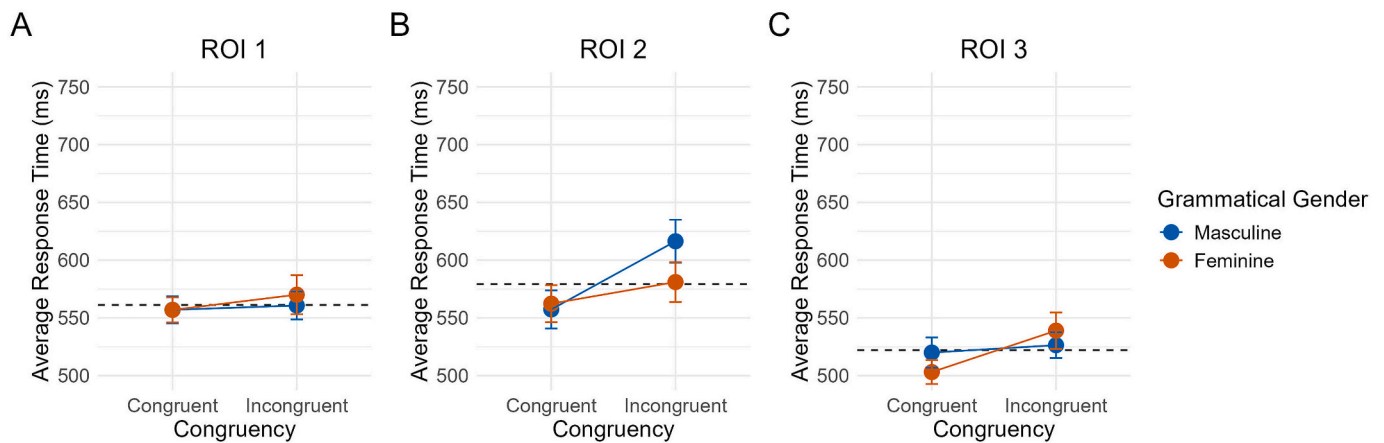 A
ROI 1
Average Response Time (ms)
750
700
650
600
550
500
Congruent Incongruent
Congruency
B
ROI 2
Average Response Time (ms)
750
700
650
600
550
500
Congruent Incongruent
Congruency
C
ROI 3
Average Response Time (ms)
750
700
650
600
550
500
Congruent Incongruent
Congruency
Grammatical Gender
Masculine
Feminine